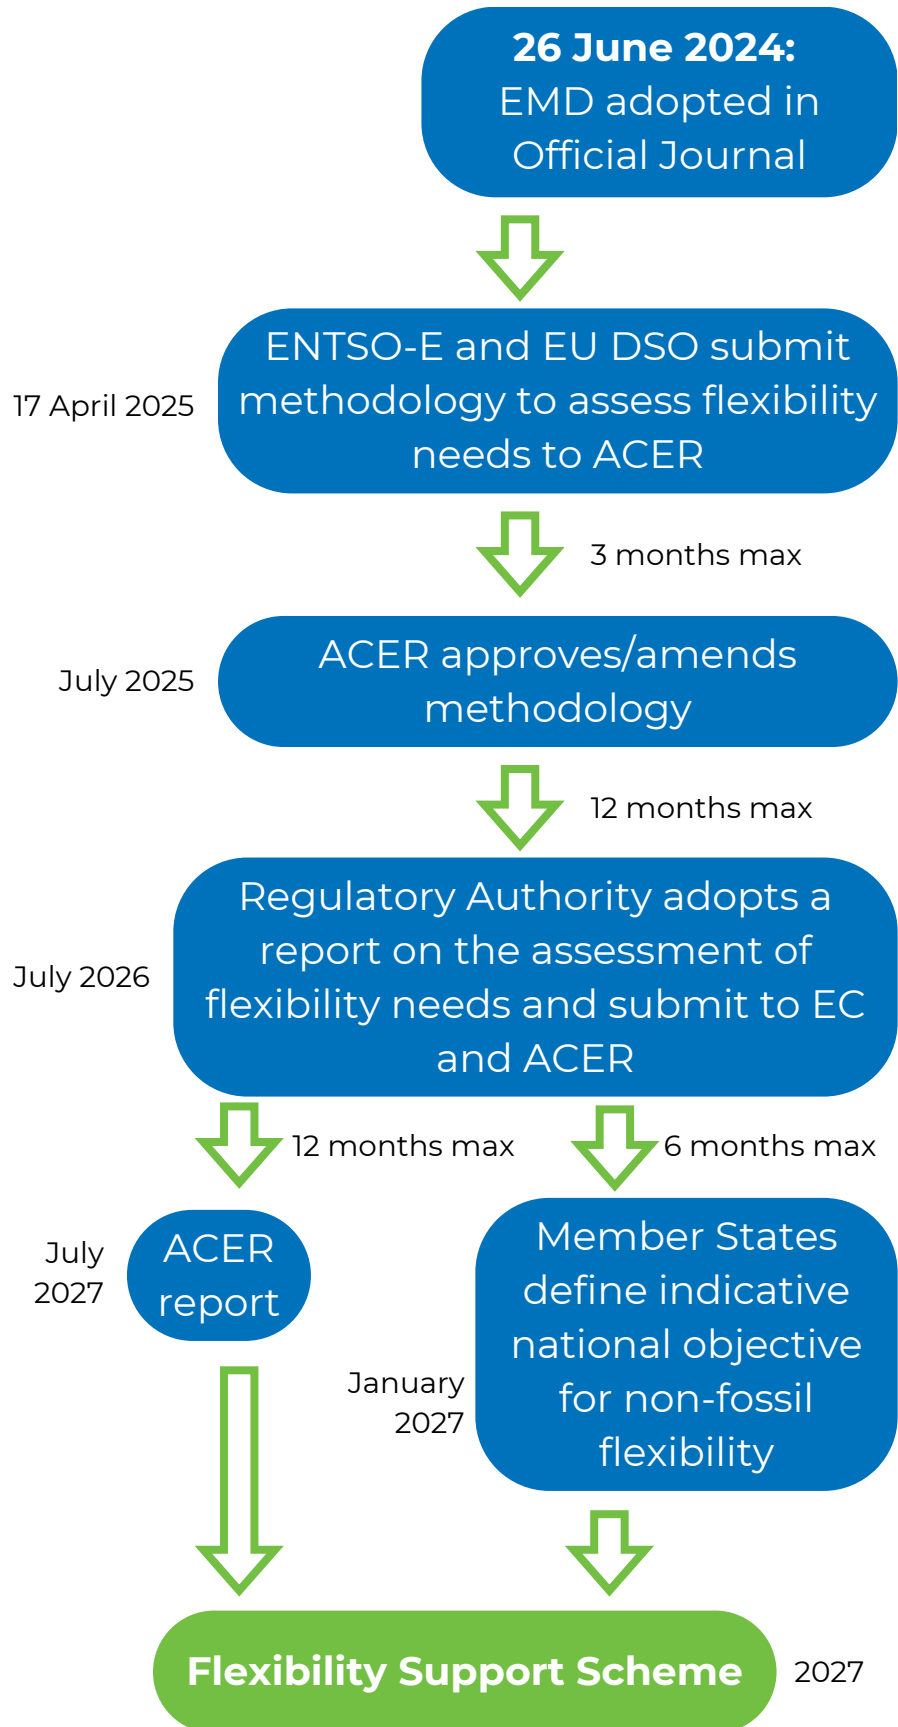 26 June 2024:
EMD adopted in
Official Journal
17 April 2025
ENTSO-E and EU DSO submit
methodology to assess flexibility
needs to ACER
3 months max
July 2025
ACER approves/amends
methodology
12 months max
July 2026
Regulatory Authority adopts a
report on the assessment of
flexibility needs and submit to EC
and ACER
12 months max
6 months max
July
2027
ACER
report
January
2027
Member States
define indicative
national objective
for non-fossil
flexibility
Flexibility Support Scheme
2027